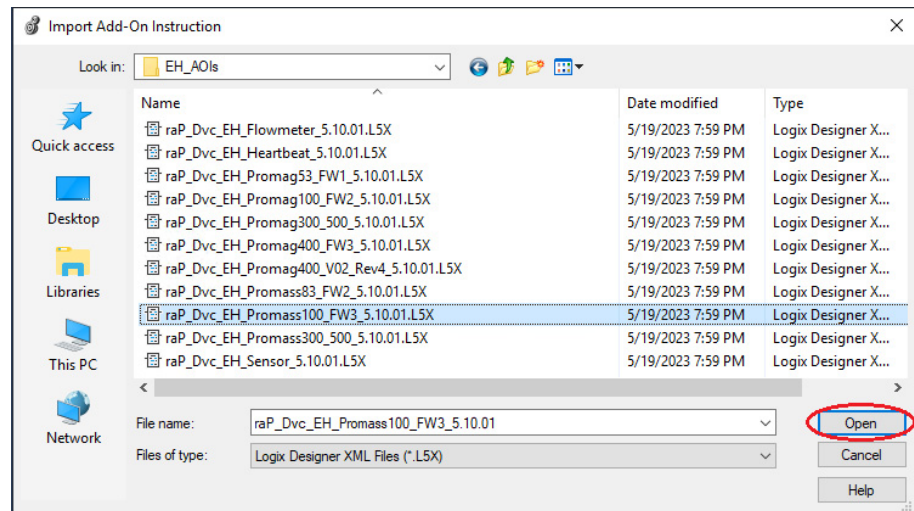 Import Add-On Instruction
Look in: EH_AOIs
Name Date modified Type
raP_Dvc_EH_Flowmeter_5.10.01.L5X 5/19/2023 7:59 PM Logix Designer X...
raP_Dvc_EH_Heartbeat_5.10.01.L5X 5/19/2023 7:59 PM Logix Designer X...
raP_Dvc_EH_Promag53_FW1_5.10.01.L5X 5/19/2023 7:59 PM Logix Designer X...
raP_Dvc_EH_Promag100_FW2_5.10.01.L5X 5/19/2023 7:59 PM Logix Designer X...
raP_Dvc_EH_Promag300_500_5.10.01.L5X 5/19/2023 7:59 PM Logix Designer X...
raP_Dvc_EH_Promag400_FW3_5.10.01.L5X 5/19/2023 7:59 PM Logix Designer X...
raP_Dvc_EH_Promag400_V02_Rev4_5.10.01.L5X 5/19/2023 7:59 PM Logix Designer X...
raP_Dvc_EH_Promass83_FW2_5.10.01.L5X 5/19/2023 7:59 PM Logix Designer X...
raP_Dvc_EH_Promass100_FW3_5.10.01.L5X 5/19/2023 7:59 PM Logix Designer X...
raP_Dvc_EH_Promass300_500_5.10.01.L5X 5/19/2023 7:59 PM Logix Designer X...
raP_Dvc_EH_Sensor_5.10.01.L5X 5/19/2023 7:59 PM Logix Designer X...
Quick access
Desktop
Libraries
This PC
Network
File name: raP_Dvc_EH_Promass100_FW3_5.10.01 Open
Files of type: Logix Designer XML Files (*.L5X) Cancel
Help